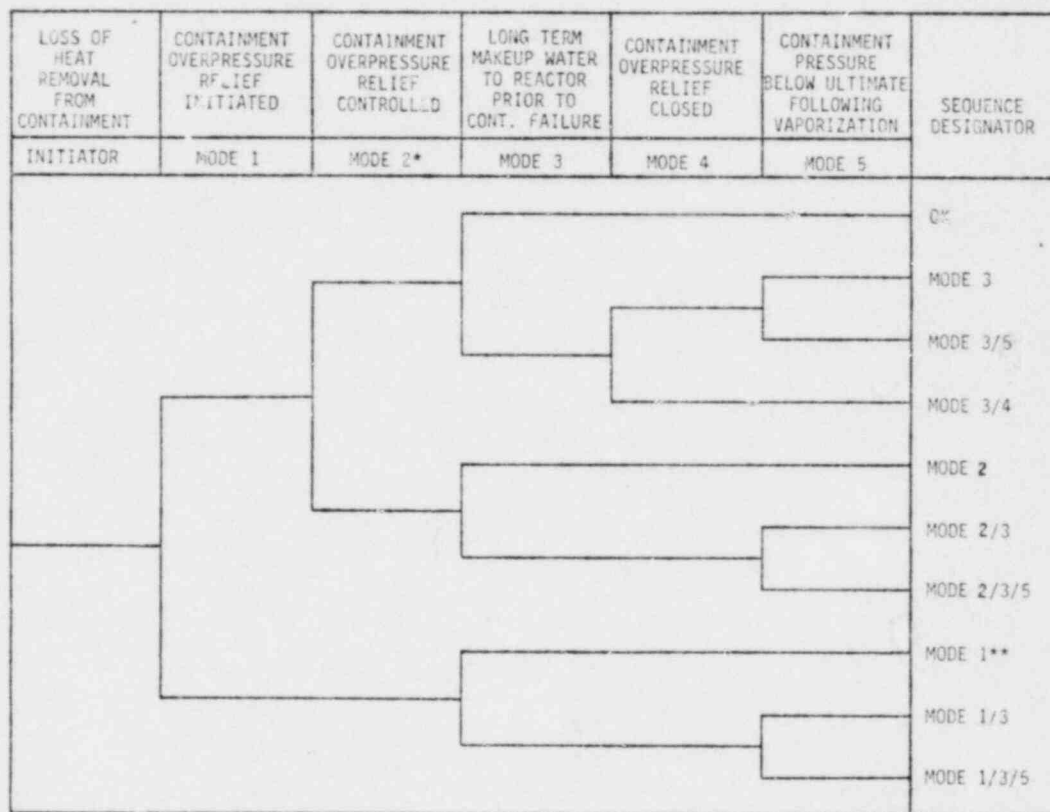 LOSS OF
HEAT
REMOVAL
FROM
CONTAINMENT
CONTAINMENT
OVERPRESSURE
RELIEF
INITIATED
CONTAINMENT
OVERPRESSURE
RELIEF
CONTROLLED
LONG TERM
MAKEUP WATER
TO REACTOR
PRIOR TO
CONT. FAILURE
CONTAINMENT
OVERPRESSURE
RELIEF
CLOSED
CONTAINMENT
PRESSURE
BELOW ULTIMATE
FOLLOWING
VAPORIZATION
SEQUENCE
DESIGNATOR
INITIATOR
MODE 1
MODE 2*
MODE 3
MODE 4
MODE 5
OK
MODE 3
MODE 3/5
MODE 3/4
MODE 2
MODE 2/3
MODE 2/3/5
MODE 1**
MODE 1/3
MODE 1/3/5